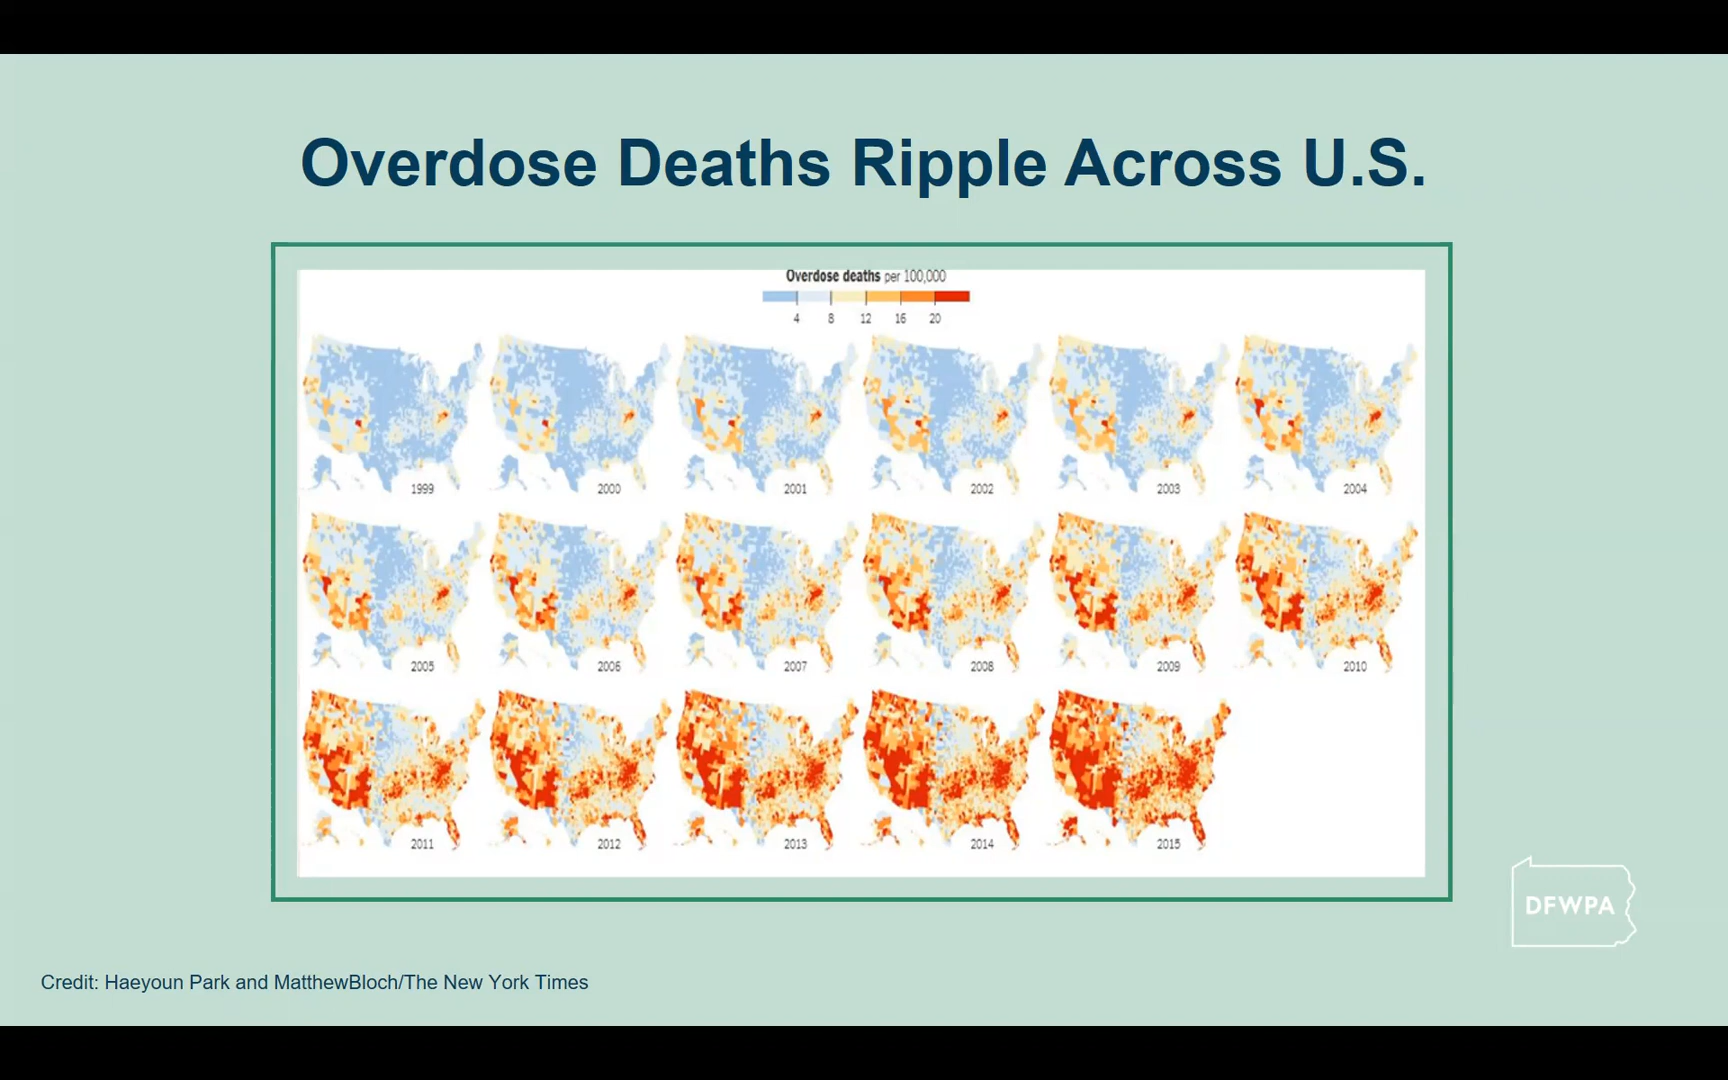 Overdose Deaths Ripple Across U.S.
Overdose deaths per 100,000
4 8 12 16 20
1999 2000 2001 2002 2003 2004
2005 2006 2007 2008 2009 2010
2011 2012 2013 2014 2015
DFWPA
Credit: Haeyoun Park and MatthewBloch/The New York Times